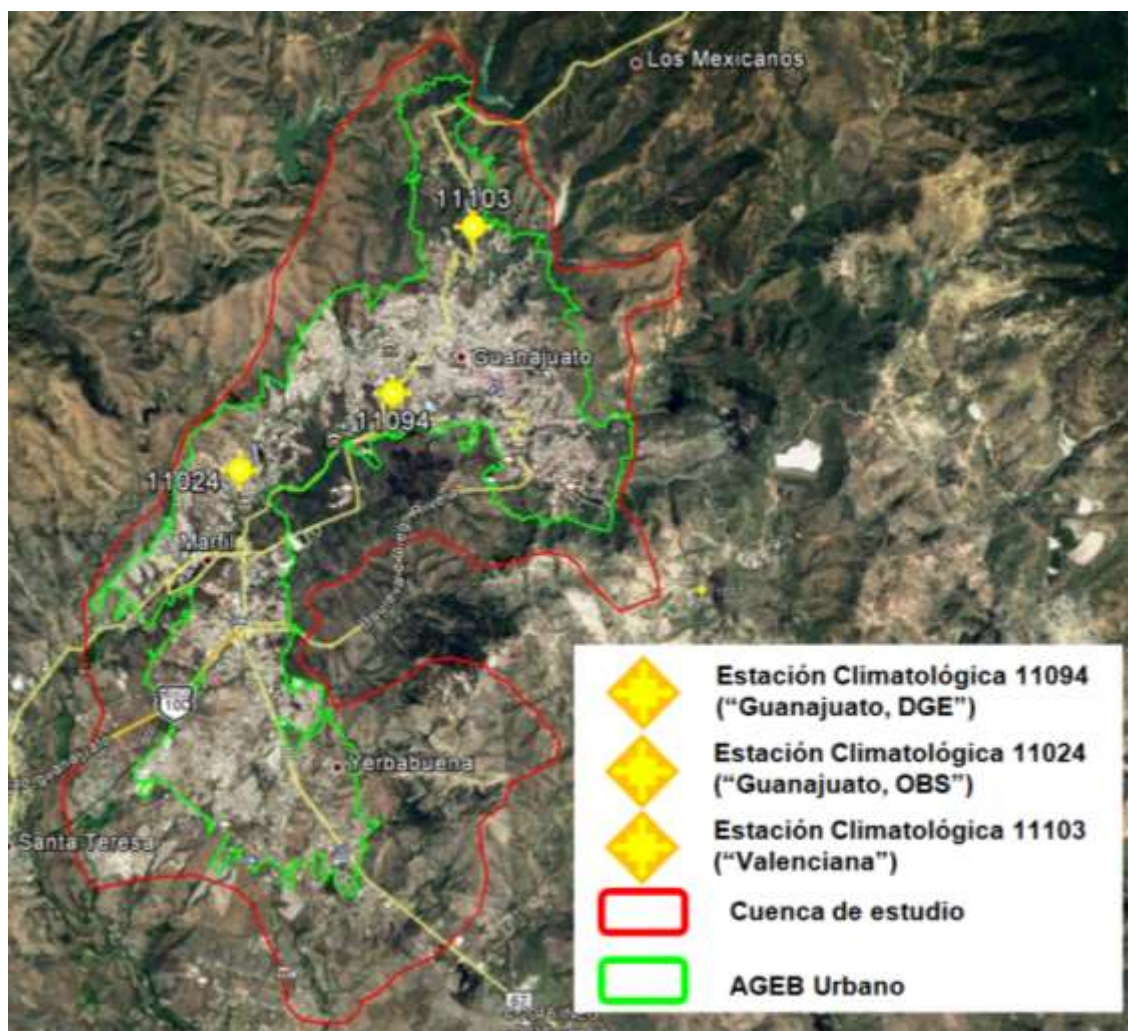 Los Mexicanos
11103
Guanajuato
11094
11024
Marfil
110
Yerbabuena
Santa Teresa
Estación Climatológica 11094
("Guanajuato, DGE")
Estación Climatológica 11024
("Guanajuato, OBS")
Estación Climatológica 11103
("Valenciana")
Cuenca de estudio
AGEB Urbano